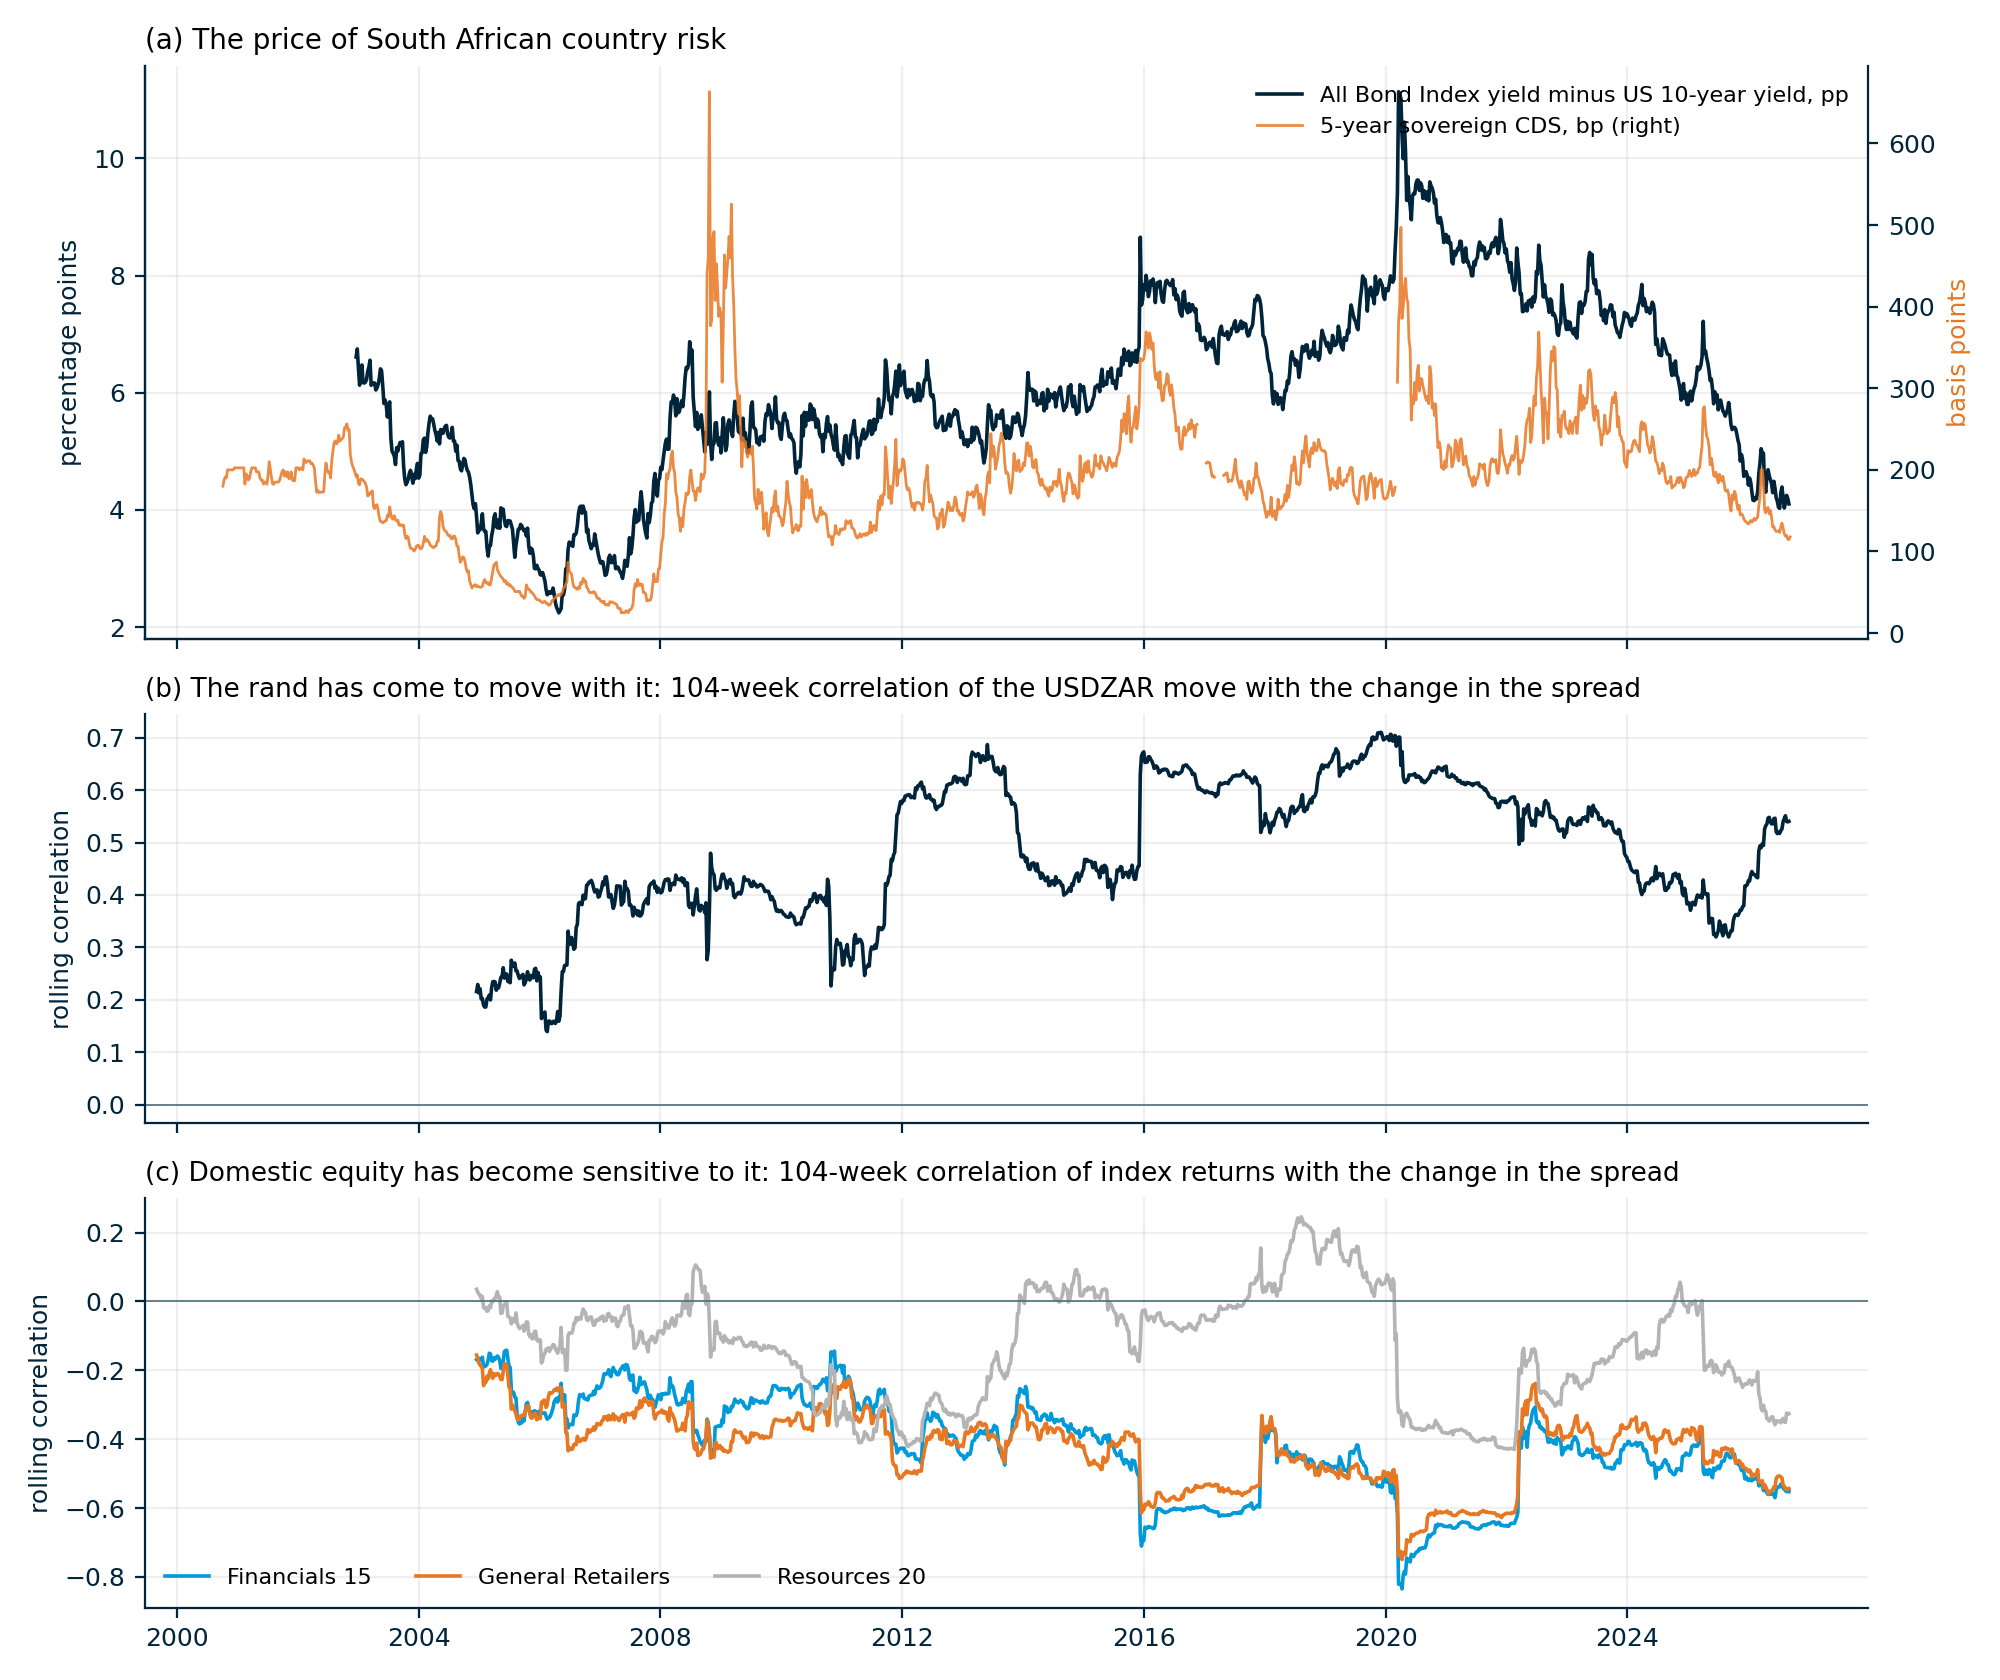 (a) The price of South African country risk
All Bond Index yield minus US 10-year yield, pp
5-year sovereign CDS, bp (right)
percentage points
10
8
6
4
2
600
500
400
300
200
100
0
basis points
(b) The rand has come to move with it: 104-week correlation of the USDZAR move with the change in the spread
rolling correlation
0.7
0.6
0.5
0.4
0.3
0.2
0.1
0.0
(c) Domestic equity has become sensitive to it: 104-week correlation of index returns with the change in the spread
rolling correlation
0.2
0.0
−0.2
−0.4
−0.6
−0.8
Financials 15 General Retailers Resources 20
2000 2004 2008 2012 2016 2020 2024